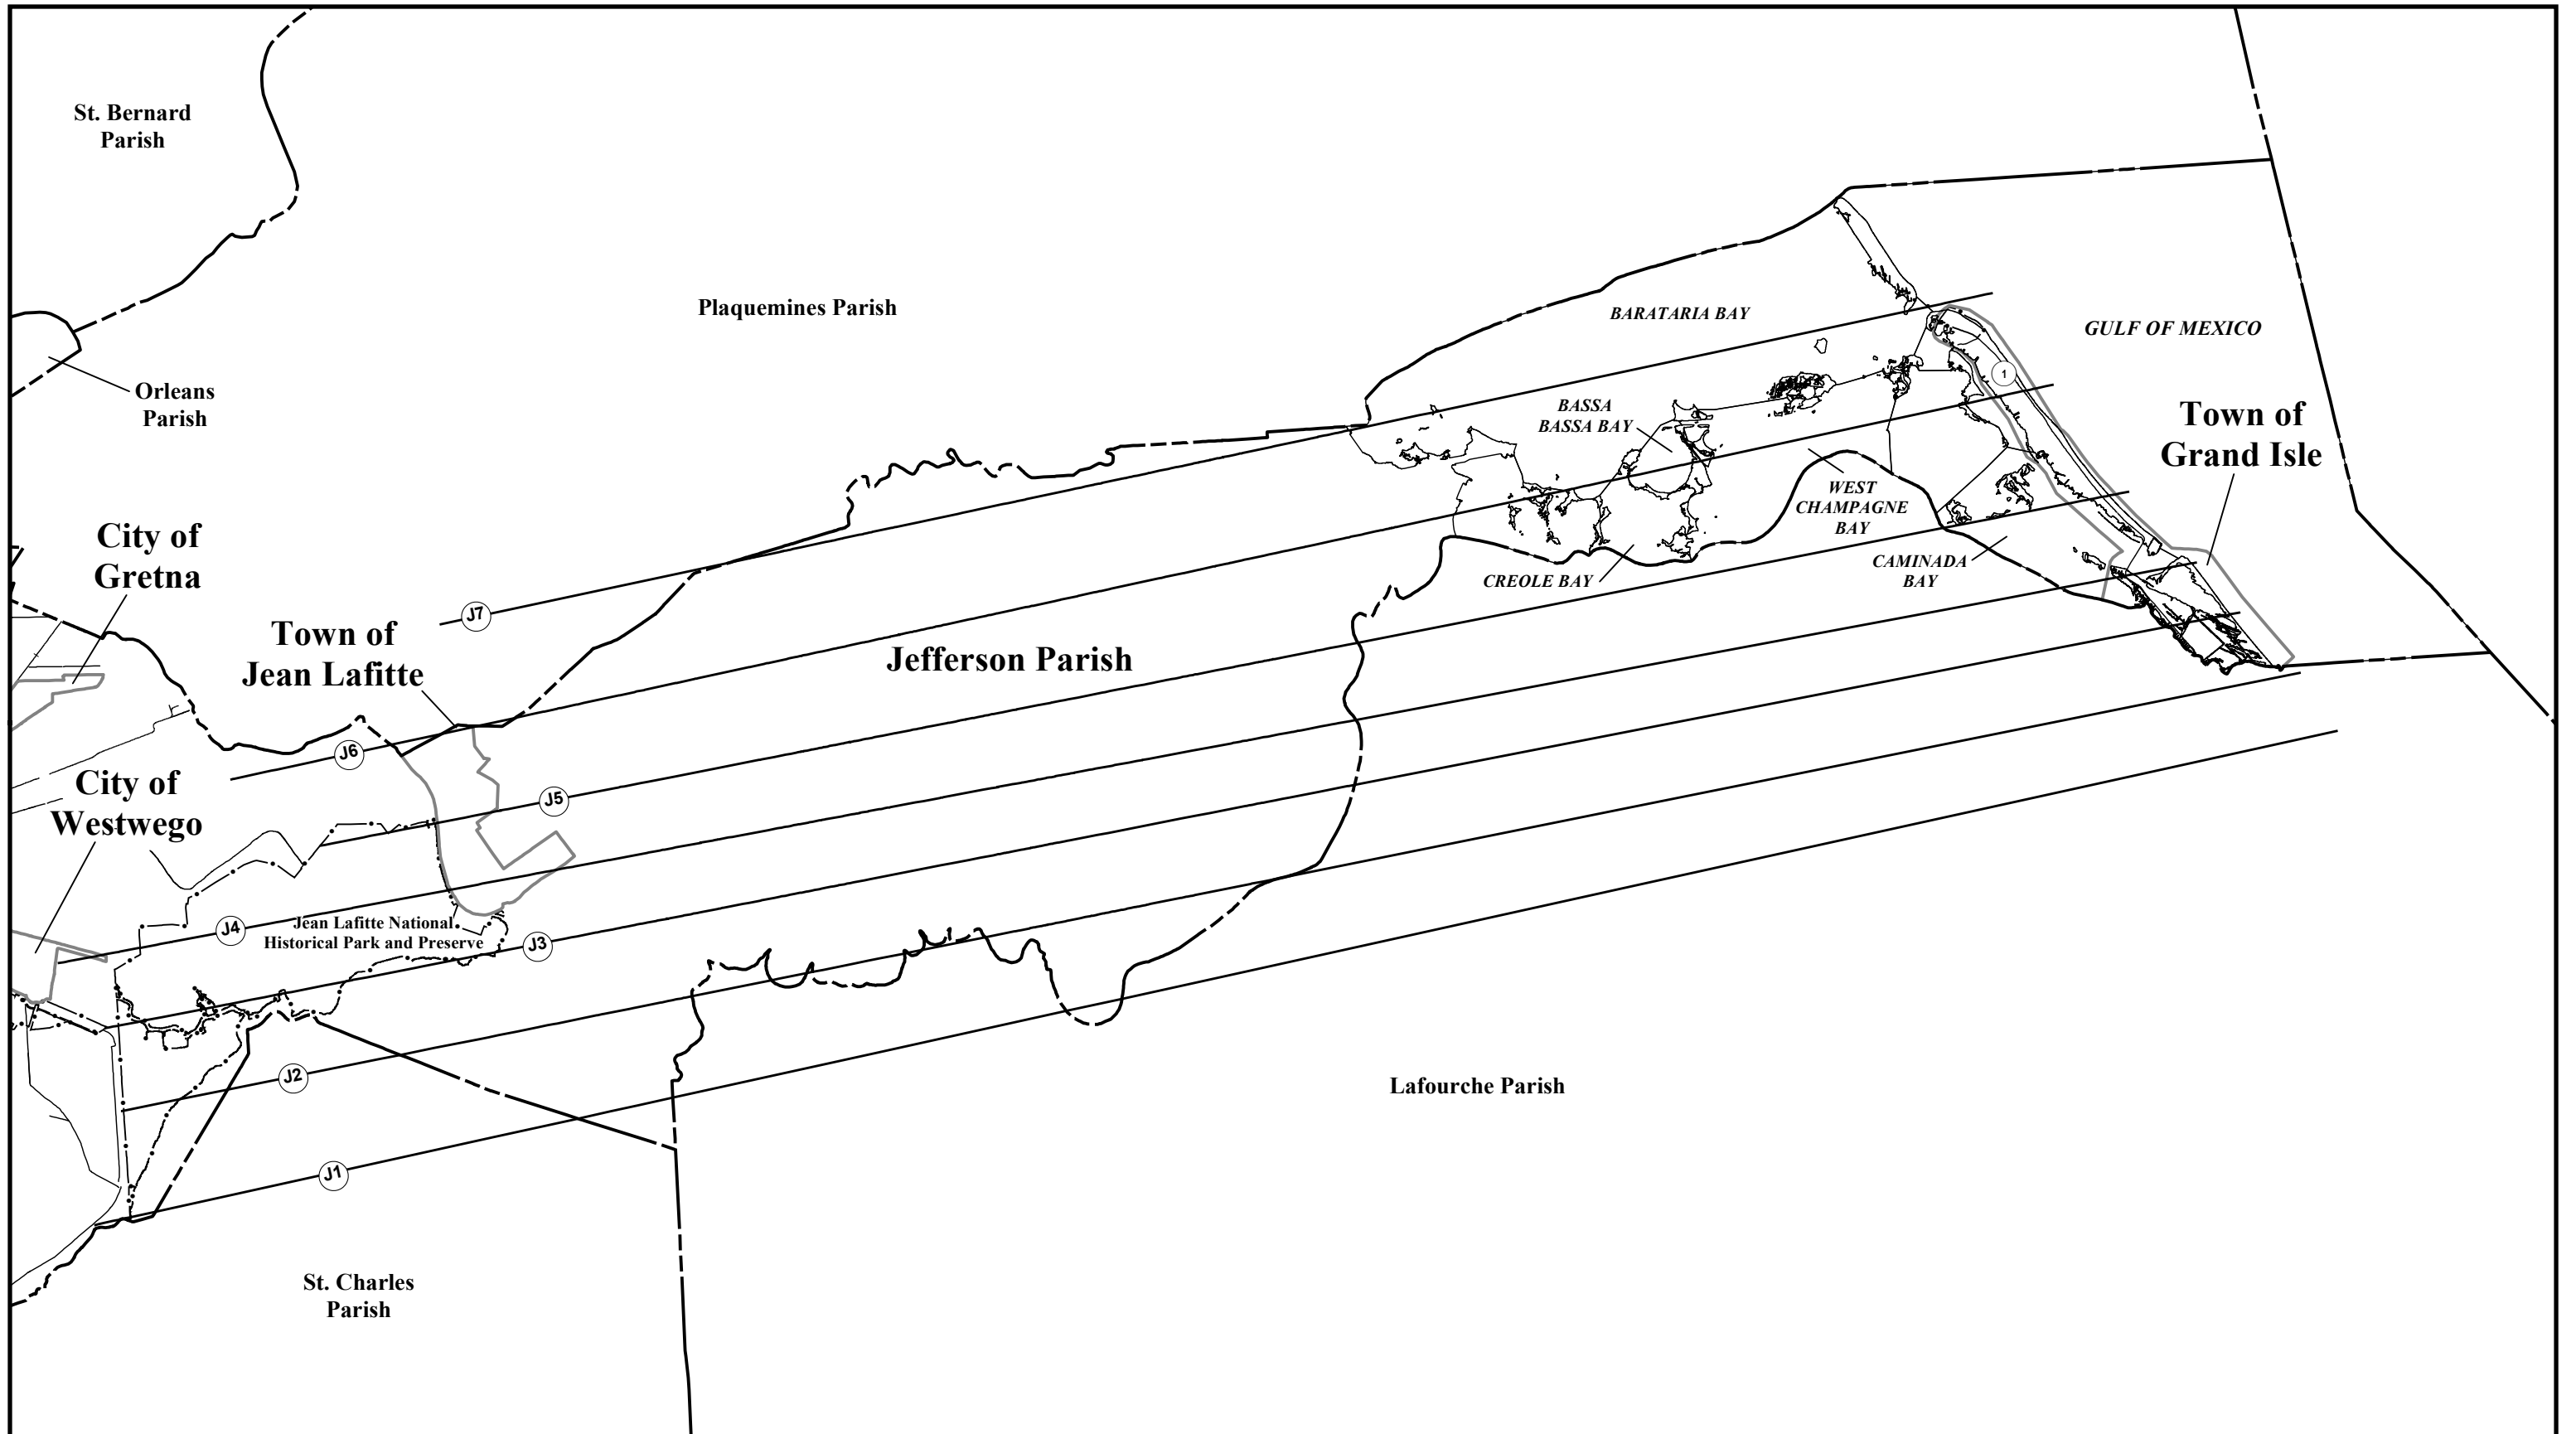 St. Bernard
Parish
Plaquemines Parish
BARATARIA BAY
GULF OF MEXICO
1
Orleans
Parish
BASSA
BASSA BAY
Town of
Grand Isle
WEST
CHAMPAGNE
BAY
City of
Gretna
CAMINADA
BAY
CREOLE BAY
J7
Town of
Jean Lafitte
Jefferson Parish
J6
City of
Westwego
J5
J4
Jean Lafitte National
Historical Park and Preserve
J3
J2
Lafourche Parish
J1
St. Charles
Parish